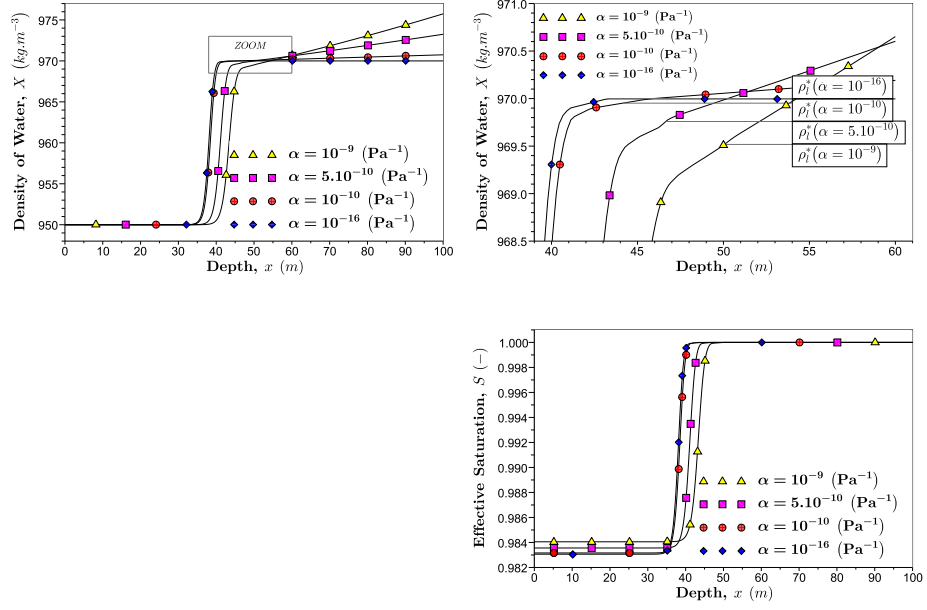 975
970
965
960
955
950
Density of Water, X (kg.m⁻³)
ZOOM
α = 10⁻⁹ (Pa⁻¹)
α = 5.10⁻¹⁰ (Pa⁻¹)
α = 10⁻¹⁰ (Pa⁻¹)
α = 10⁻¹⁶ (Pa⁻¹)
0 10 20 30 40 50 60 70 80 90 100
Depth, x (m)
971.0
970.5
970.0
969.5
969.0
968.5
Density of Water, X (kg.m⁻³)
α = 10⁻⁹ (Pa⁻¹)
α = 5.10⁻¹⁰ (Pa⁻¹)
α = 10⁻¹⁰ (Pa⁻¹)
α = 10⁻¹⁶ (Pa⁻¹)
ρₗ*(α = 10⁻¹⁶)
ρₗ*(α = 10⁻¹⁰)
ρₗ*(α = 5.10⁻¹⁰)
ρₗ*(α = 10⁻⁹)
40 45 50 55 60
Depth, x (m)
1.000
0.998
0.996
0.994
0.992
0.990
0.988
0.986
0.984
0.982
Effective Saturation, S (−)
α = 10⁻⁹ (Pa⁻¹)
α = 5.10⁻¹⁰ (Pa⁻¹)
α = 10⁻¹⁰ (Pa⁻¹)
α = 10⁻¹⁶ (Pa⁻¹)
0 10 20 30 40 50 60 70 80 90 100
Depth, x (m)